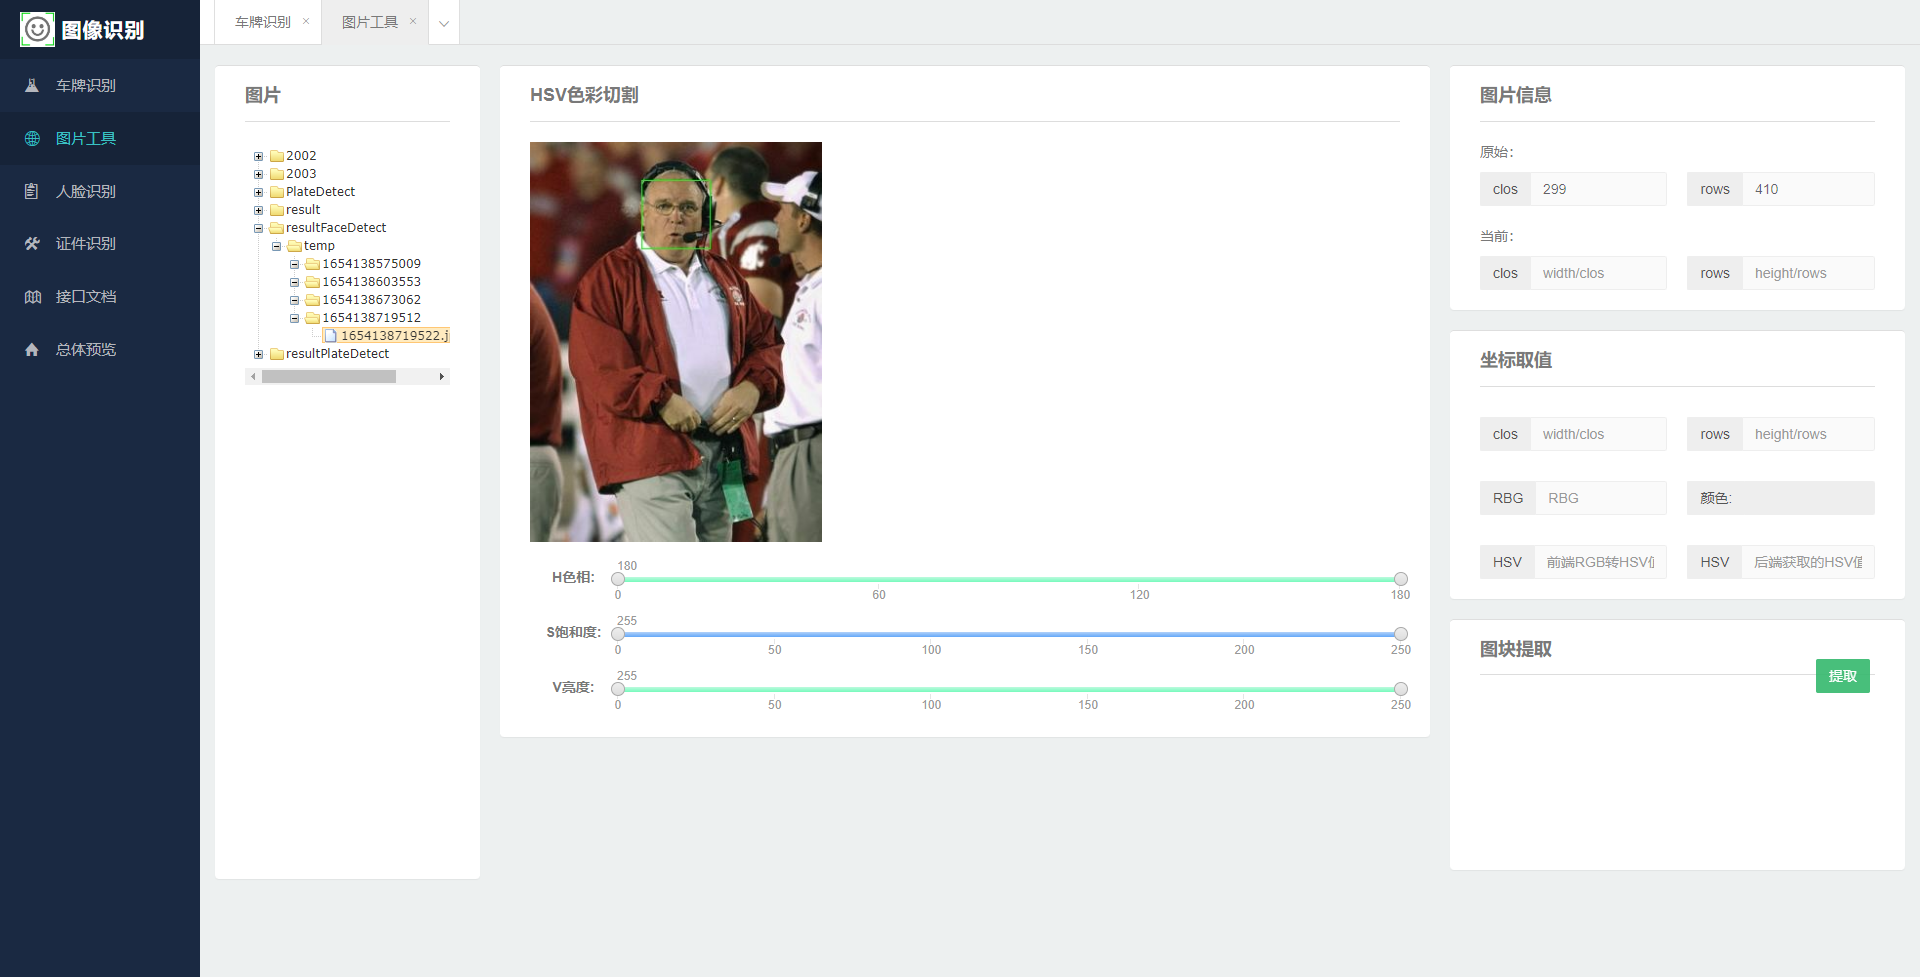 图像识别
车牌识别
图片工具
人脸识别
证件识别
接口文档
总体预览
车牌识别 ×
图片工具 ×
图片
2002
2003
PlateDetect
result
resultFaceDetect
temp
1654138575009
1654138603553
1654138673062
1654138719512
1654138719522.j
resultPlateDetect
HSV色彩切割
H色相:
180
0 60 120 180
S饱和度:
255
0 50 100 150 200 250
V亮度:
255
0 50 100 150 200 250
图片信息
原始:
clos 299 rows 410
当前:
clos width/clos rows height/rows
坐标取值
clos width/clos rows height/rows
RBG RBG 颜色:
HSV 前端RGB转HSV值 HSV 后端获取的HSV值
图块提取
提取